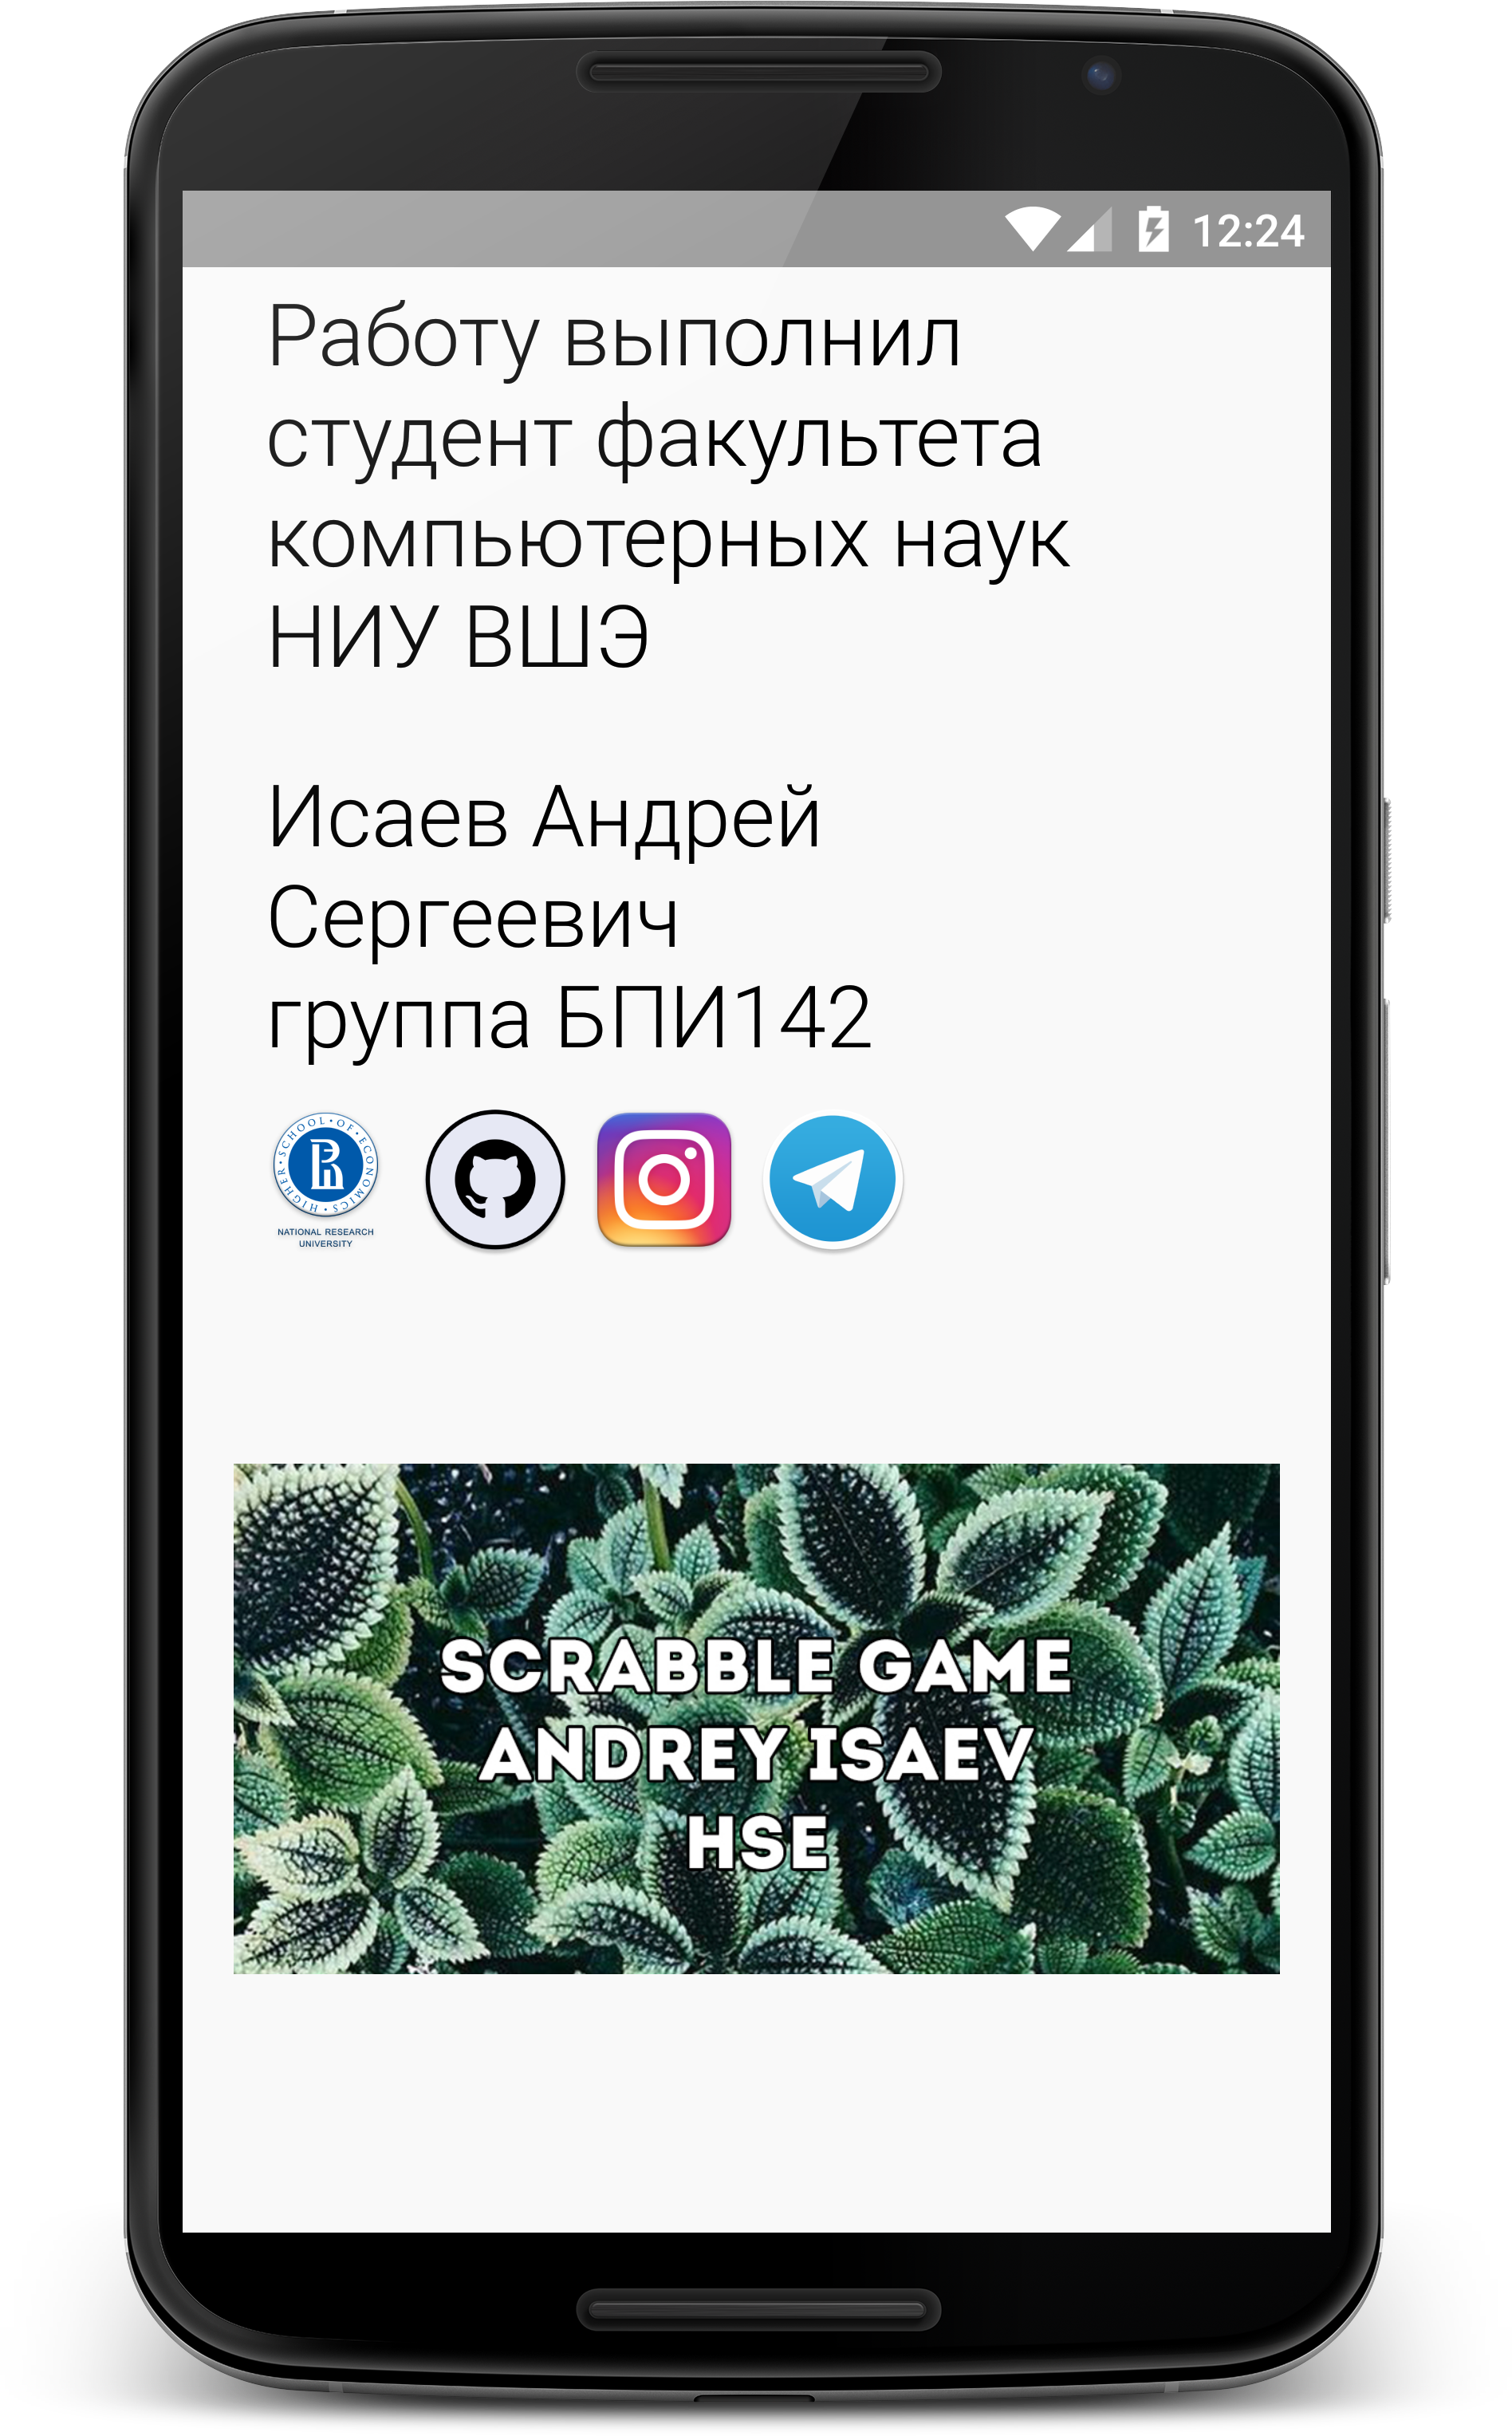 12:24
Работу выполнил
студент факультета
компьютерных наук
НИУ ВШЭ
Исаев Андрей
Сергеевич
группа БПИ142
HIGHER • SCHOOL • OF • ECONOMICS
NATIONAL RESEARCH
UNIVERSITY
SCRABBLE GAME
ANDREY ISAEV
HSE